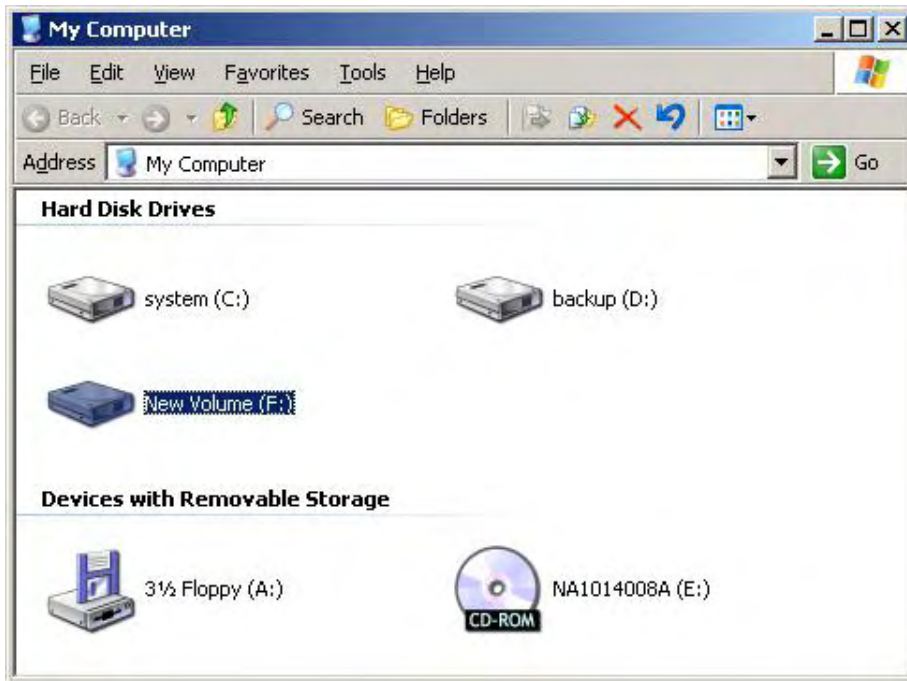 My Computer
File Edit View Favorites Tools Help
Back Search Folders
Address My Computer Go
Hard Disk Drives
system (C:) backup (D:)
New Volume (F:)
Devices with Removable Storage
3½ Floppy (A:) NA1014008A (E:)
CD-ROM